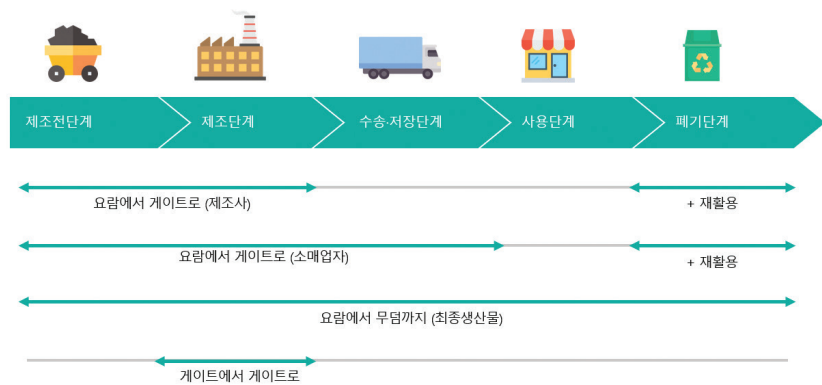 제조전단계
제조단계
수송·저장단계
사용단계
폐기단계
요람에서 게이트로 (제조사)
+ 재활용
요람에서 게이트로 (소매업자)
+ 재활용
요람에서 무덤까지 (최종생산물)
게이트에서 게이트로